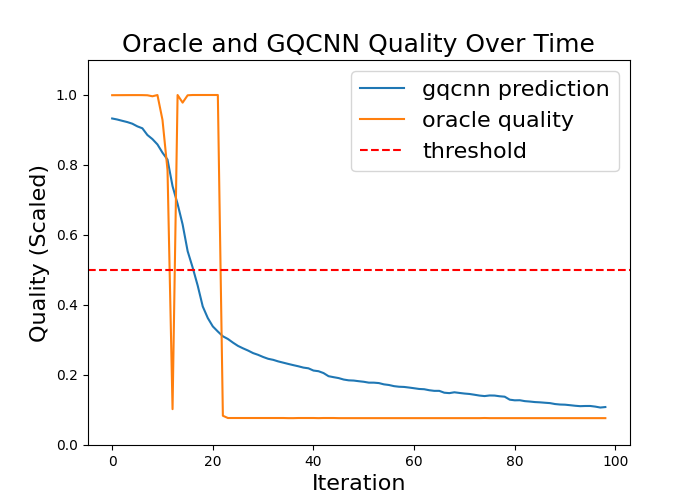 Oracle and GQCNN Quality Over Time
gqcnn prediction
oracle quality
threshold
Quality (Scaled)
1.0
0.8
0.6
0.4
0.2
0.0
0 20 40 60 80 100
Iteration